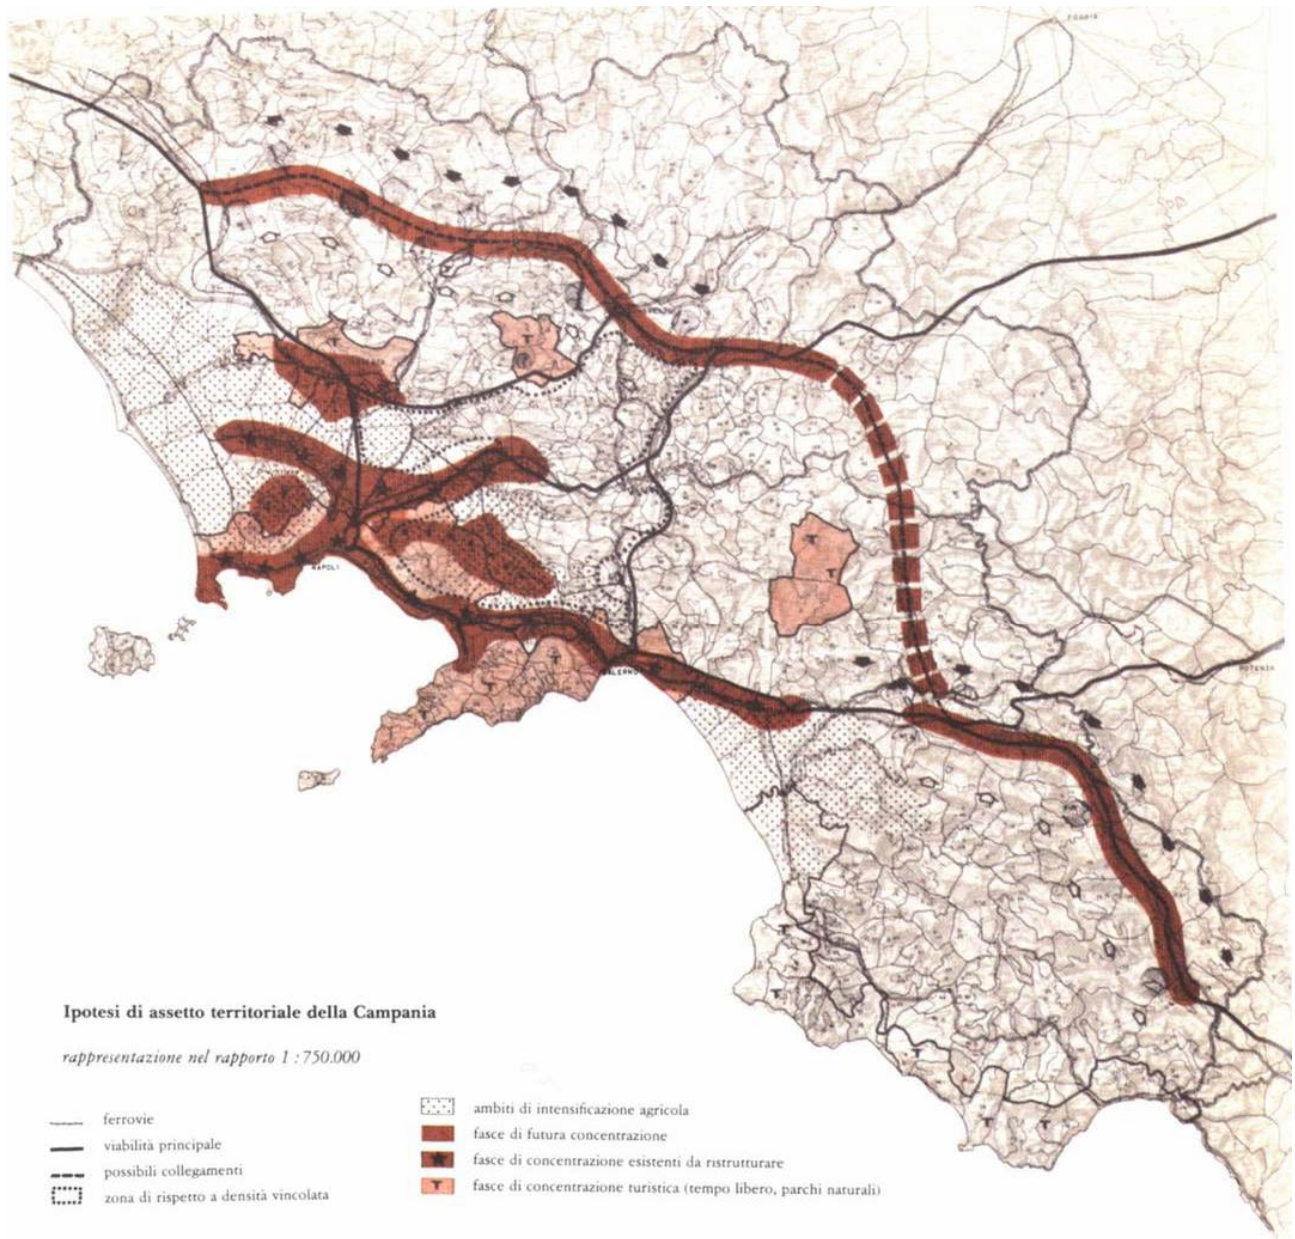 FOGGIA
NAPOLI
SALERNO
POTENZA
Ipotesi di assetto territoriale della Campania
rappresentazione nel rapporto 1 : 750.000
ferrovie
viabilità principale
possibili collegamenti
zona di rispetto a densità vincolata
ambiti di intensificazione agricola
fasce di futura concentrazione
fasce di concentrazione esistenti da ristrutturare
T fasce di concentrazione turistica (tempo libero, parchi naturali)